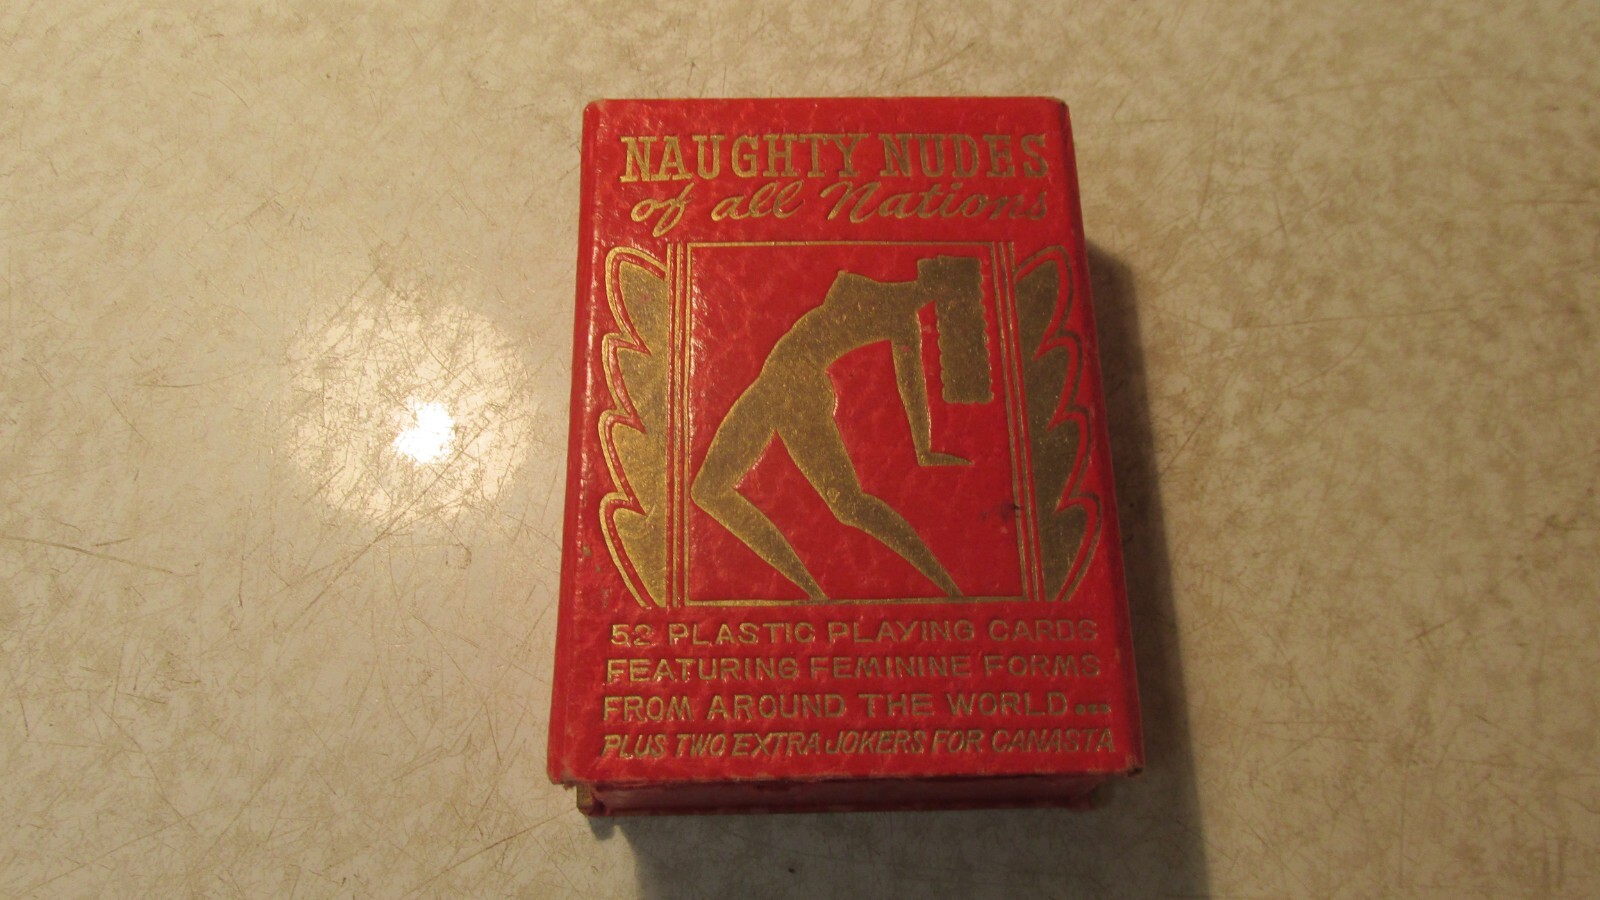 NAUGHTY NUDES
of all Nations
52 PLASTIC PLAYING CARDS
FEATURING FEMININE FORMS
FROM AROUND THE WORLD...
PLUS TWO EXTRA JOKERS FOR CANASTA